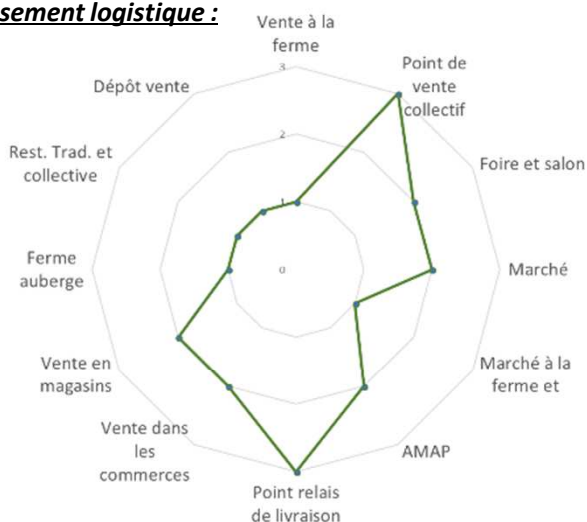 sement logistique :
Vente à la
ferme
Point de
vente
collectif
Foire et salon
Marché
Marché à la
ferme et
AMAP
Point relais
de livraison
Vente dans
les
commerces
Vente en
magasins
Ferme
auberge
Rest. Trad. et
collective
Dépôt vente
3
2
1
0